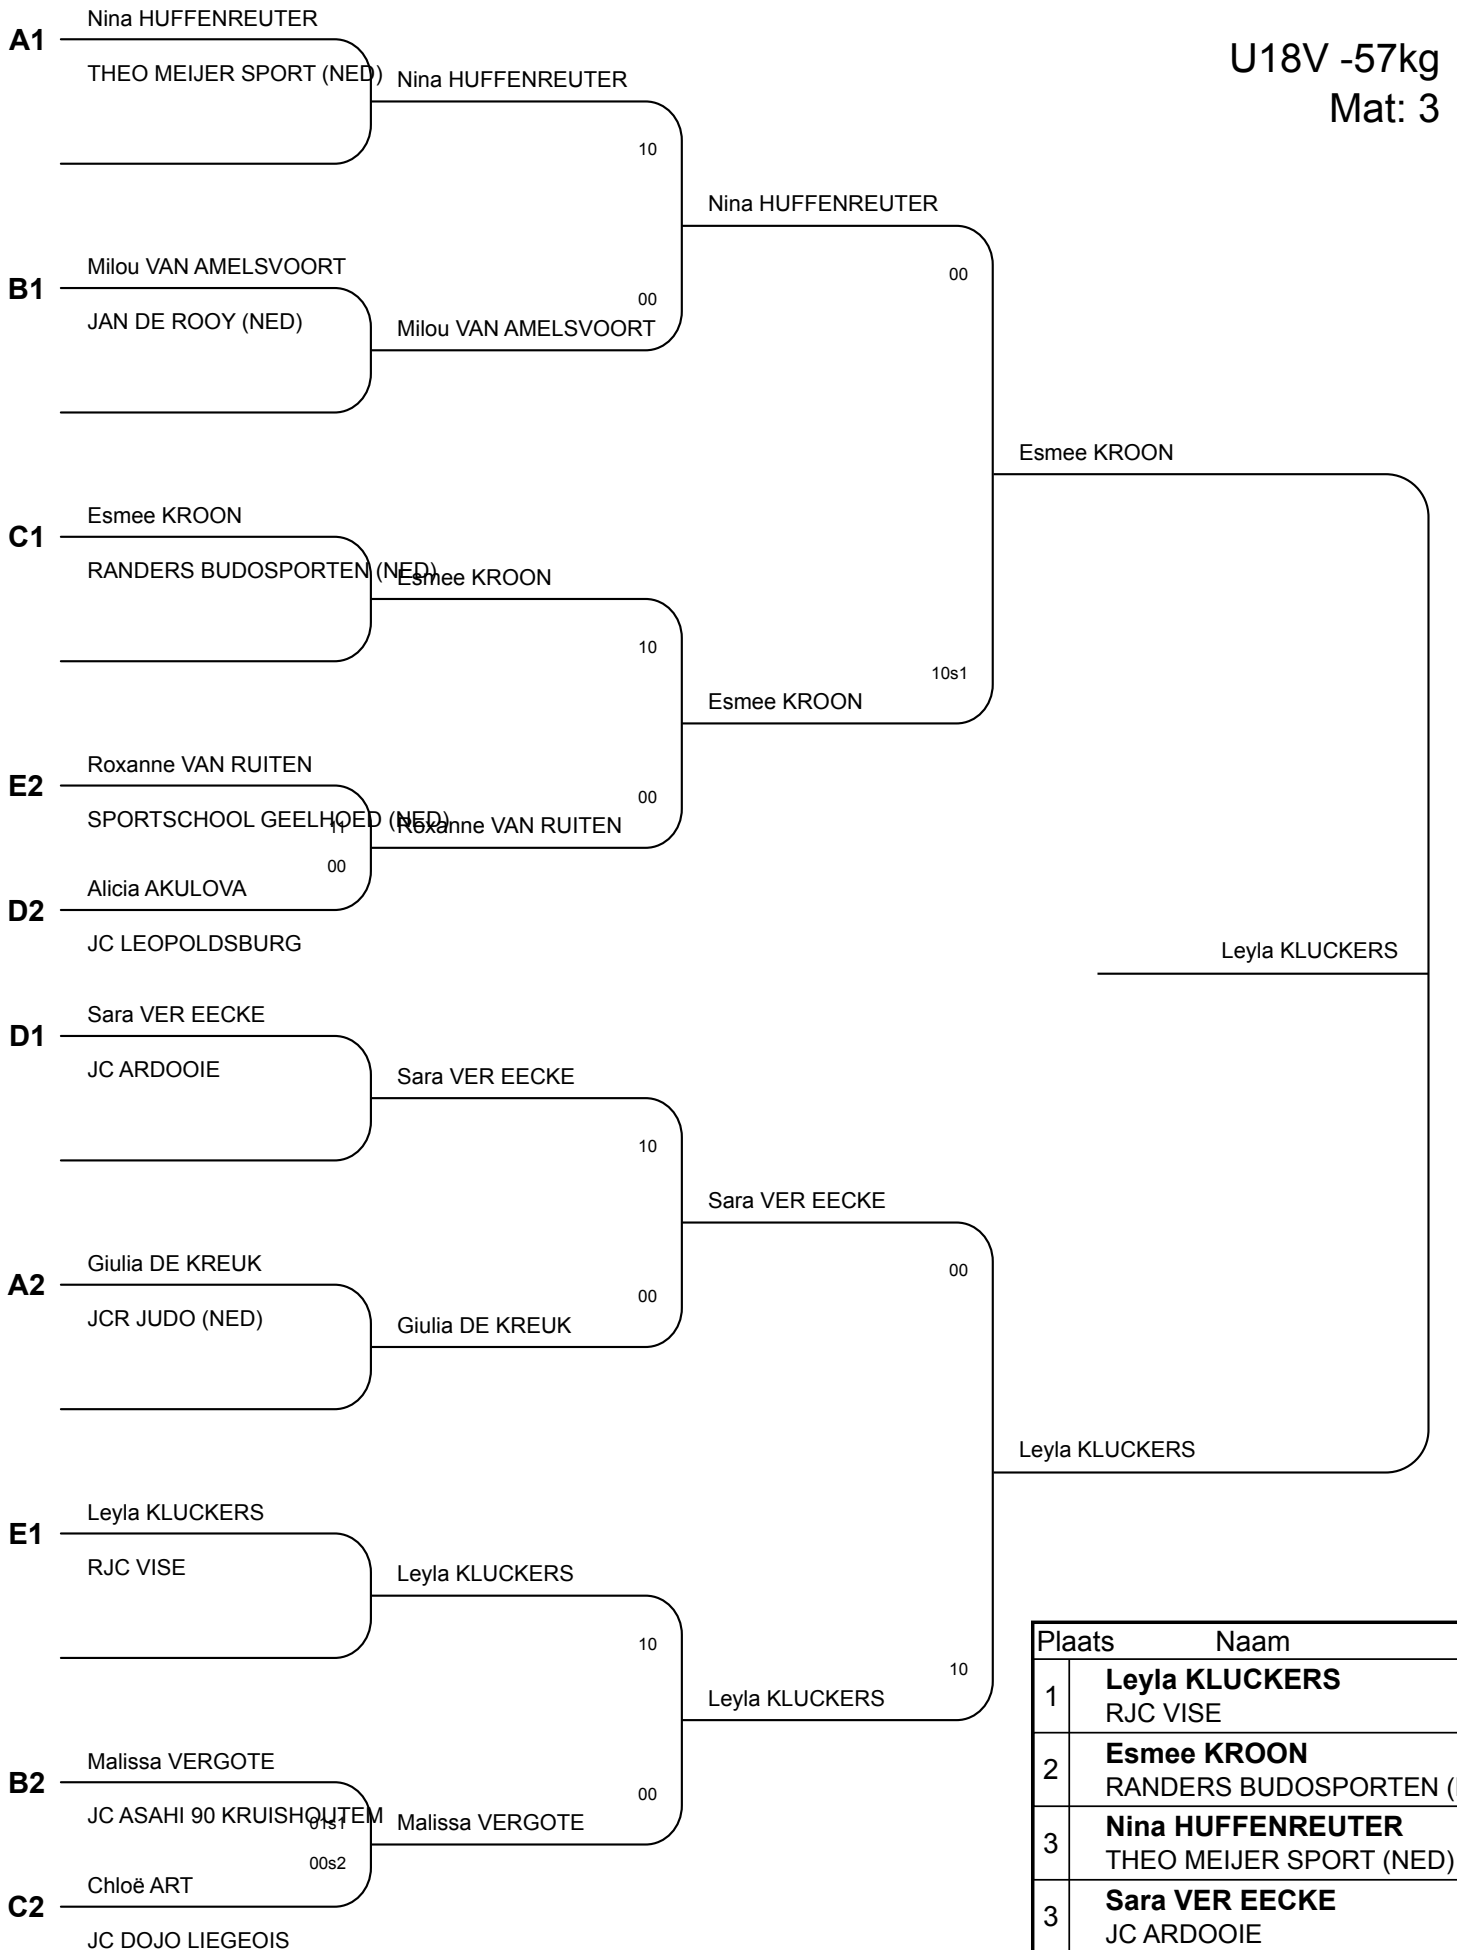 U18V -57kg
Mat: 3
A1
Nina HUFFENREUTER
THEO MEIJER SPORT (NED)
Nina HUFFENREUTER
10
Nina HUFFENREUTER
00
B1
Milou VAN AMELSVOORT
JAN DE ROOY (NED)
00
Milou VAN AMELSVOORT
Esmee KROON
C1
Esmee KROON
RANDERS BUDOSPORTEN (NED)
Esmee KROON
10
10s1
Esmee KROON
E2
Roxanne VAN RUITEN
SPORTSCHOOL GEELHOED (NED)
11
00
Roxanne VAN RUITEN
00
D2
Alicia AKULOVA
JC LEOPOLDSBURG
Leyla KLUCKERS
D1
Sara VER EECKE
JC ARDOOIE
Sara VER EECKE
10
Sara VER EECKE
00
A2
Giulia DE KREUK
JCR JUDO (NED)
00
Giulia DE KREUK
Leyla KLUCKERS
E1
Leyla KLUCKERS
RJC VISE
Leyla KLUCKERS
10
10
Leyla KLUCKERS
B2
Malissa VERGOTE
JC ASAHI 90 KRUISHOUTEM
01s1
00
Malissa VERGOTE
00s2
C2
Chloë ART
JC DOJO LIEGEOIS
Plaats Naam
1 Leyla KLUCKERS
RJC VISE
2 Esmee KROON
RANDERS BUDOSPORTEN (
3 Nina HUFFENREUTER
THEO MEIJER SPORT (NED)
3 Sara VER EECKE
JC ARDOOIE